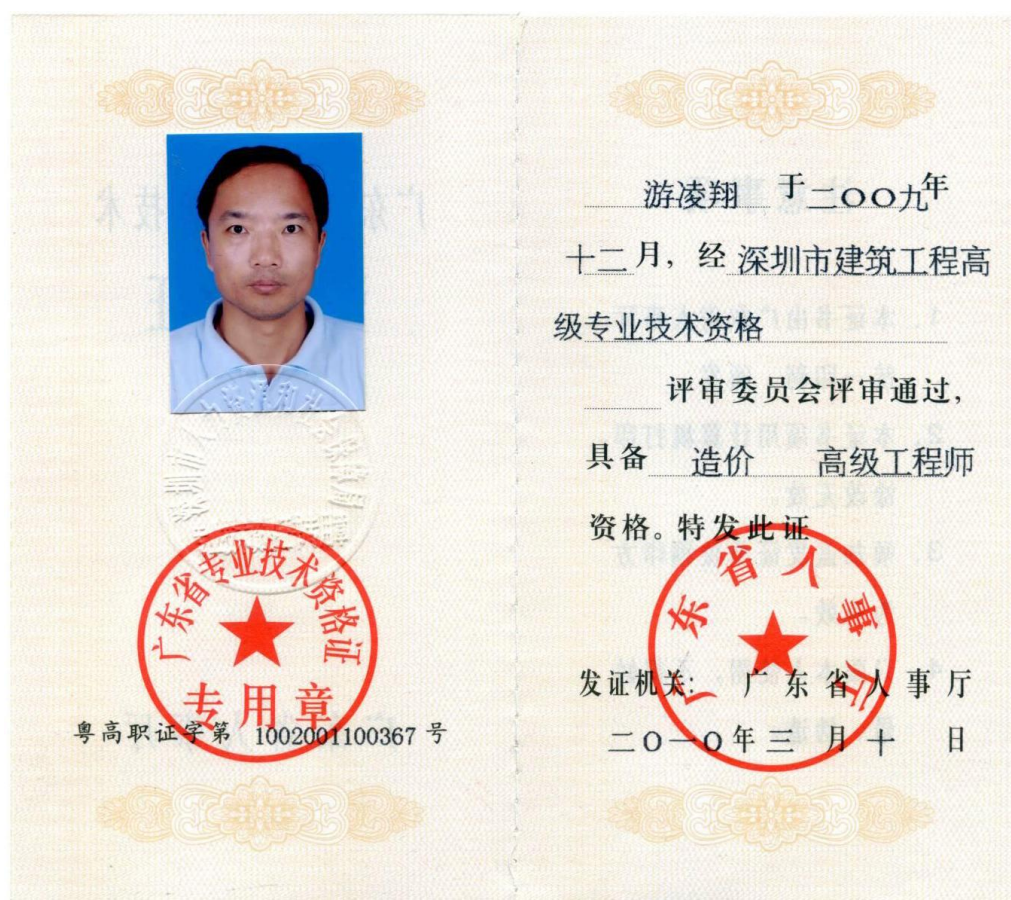 广东省专业技术资格证
专用章
粤高职证字第 1002001100367 号
游凌翔 于二〇〇九年
十二月，经 深圳市建筑工程高
级专业技术资格
评审委员会评审通过，
具备 造价 高级工程师
资格。特发此证
广东省人事厅
发证机关：广东省人事厅
二〇一〇年三月十日